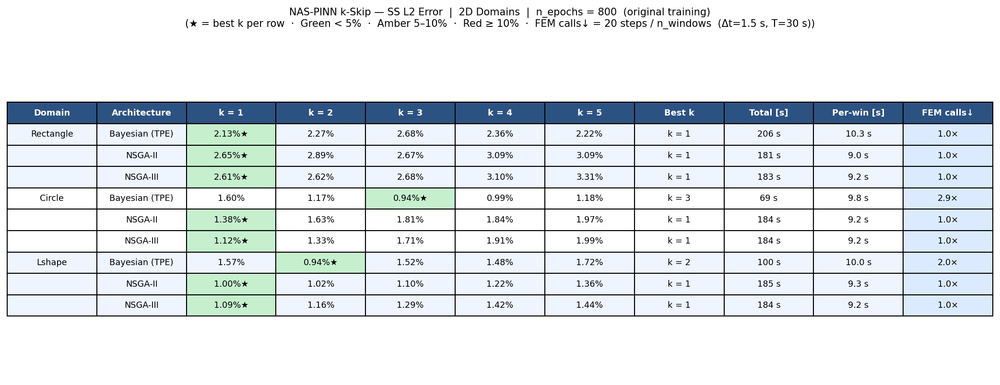 NAS-PINN k-Skip — SS L2 Error | 2D Domains | n_epochs = 800 (original training)
(★ = best k per row · Green < 5% · Amber 5–10% · Red ≥ 10% · FEM calls↓ = 20 steps / n_windows (Δt=1.5 s, T=30 s))
Domain Architecture k = 1 k = 2 k = 3 k = 4 k = 5 Best k Total [s] Per-win [s] FEM calls↓
Rectangle Bayesian (TPE) 2.13%★ 2.27% 2.68% 2.36% 2.22% k = 1 206 s 10.3 s 1.0×
NSGA-II 2.65%★ 2.89% 2.67% 3.09% 3.09% k = 1 181 s 9.0 s 1.0×
NSGA-III 2.61%★ 2.62% 2.68% 3.10% 3.31% k = 1 183 s 9.2 s 1.0×
Circle Bayesian (TPE) 1.60% 1.17% 0.94%★ 0.99% 1.18% k = 3 69 s 9.8 s 2.9×
NSGA-II 1.38%★ 1.63% 1.81% 1.84% 1.97% k = 1 184 s 9.2 s 1.0×
NSGA-III 1.12%★ 1.33% 1.71% 1.91% 1.99% k = 1 184 s 9.2 s 1.0×
Lshape Bayesian (TPE) 1.57% 0.94%★ 1.52% 1.48% 1.72% k = 2 100 s 10.0 s 2.0×
NSGA-II 1.00%★ 1.02% 1.10% 1.22% 1.36% k = 1 185 s 9.3 s 1.0×
NSGA-III 1.09%★ 1.16% 1.29% 1.42% 1.44% k = 1 184 s 9.2 s 1.0×